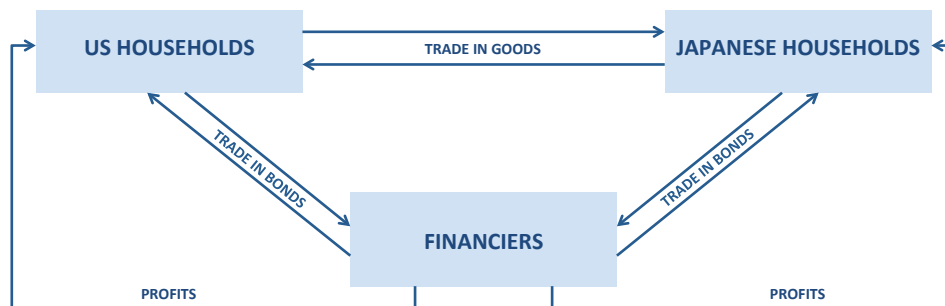 US HOUSEHOLDS
TRADE IN GOODS
JAPANESE HOUSEHOLDS
TRADE IN BONDS
TRADE IN BONDS
FINANCIERS
PROFITS
PROFITS